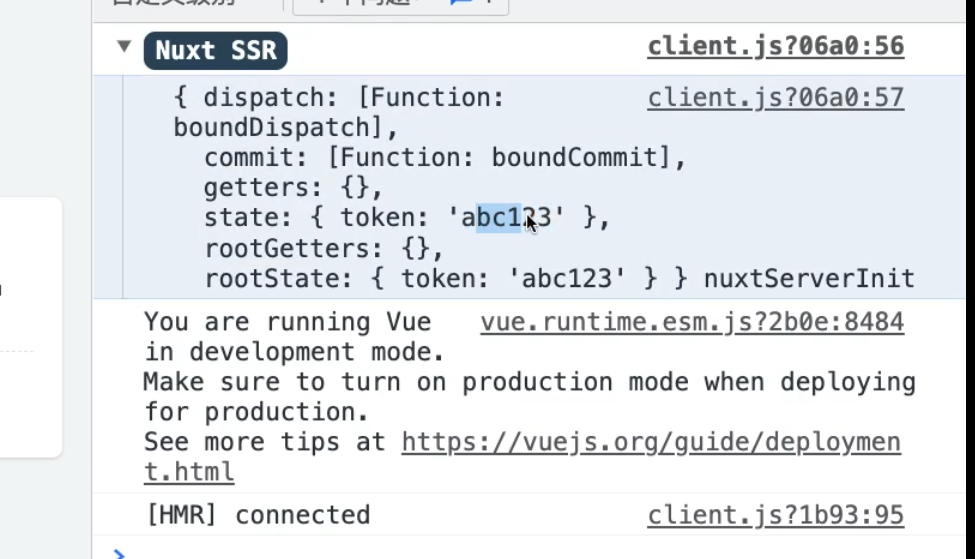 Nuxt SSR client.js?06a0:56
{ dispatch: [Function: client.js?06a0:57
boundDispatch],
commit: [Function: boundCommit],
getters: {},
state: { token: 'abc123' },
rootGetters: {},
rootState: { token: 'abc123' } } nuxtServerInit
You are running Vue vue.runtime.esm.js?2b0e:8484
in development mode.
Make sure to turn on production mode when deploying
for production.
See more tips at https://vuejs.org/guide/deploymen
t.html
[HMR] connected client.js?1b93:95